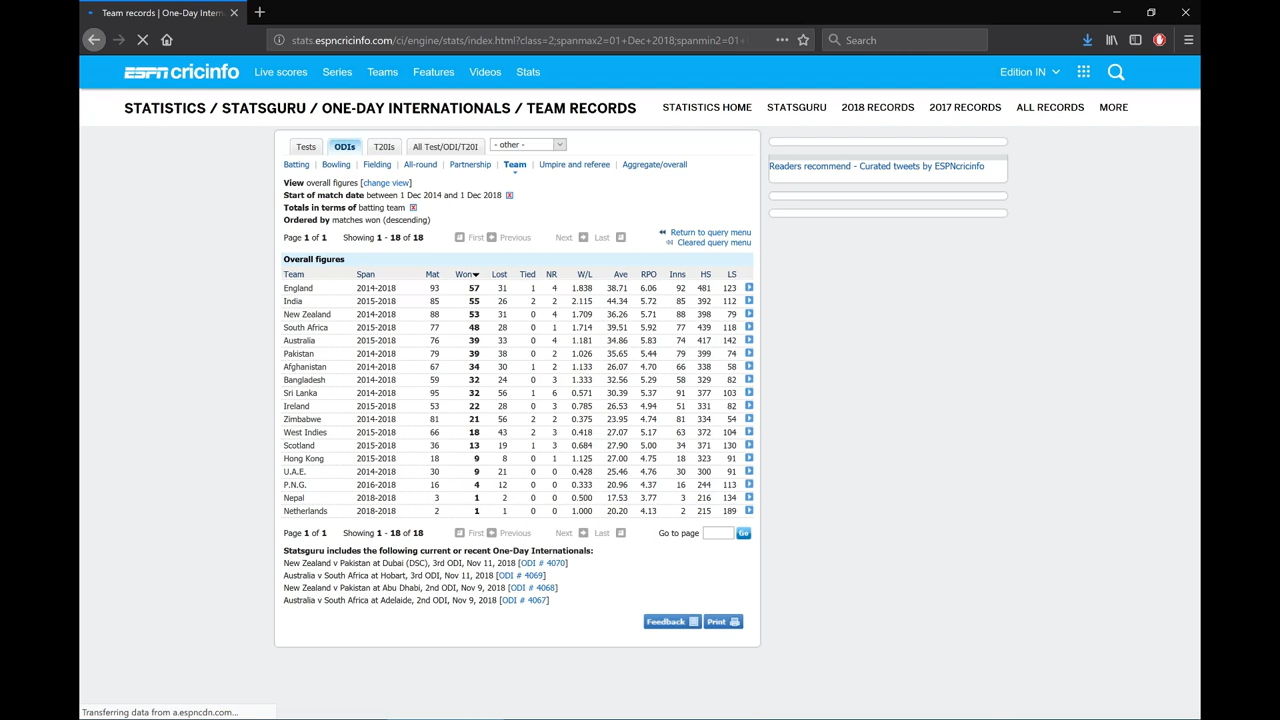 Team records | One-Day Intern
stats.espncricinfo.com/ci/engine/stats/index.html?class=2;spanmax2=01+Dec+2018;spanmin2=01+
Search
ESPN cricinfo Live scores Series Teams Features Videos Stats Edition IN
STATISTICS / STATSGURU / ONE-DAY INTERNATIONALS / TEAM RECORDS STATISTICS HOME STATSGURU 2018 RECORDS 2017 RECORDS ALL RECORDS MORE
Tests ODIs T20Is All Test/ODI/T20I - other -
Batting | Bowling | Fielding | All-round | Partnership | Team | Umpire and referee | Aggregate/overall
Readers recommend - Curated tweets by ESPNcricinfo
View overall figures [change view]
Start of match date between 1 Dec 2014 and 1 Dec 2018
Totals in terms of batting team
Ordered by matches won (descending)
Return to query menu
Page 1 of 1 Showing 1 - 18 of 18 First Previous Next Last
Cleared query menu
Overall figures
Team Span Mat Won Lost Tied NR W/L Ave RPO Inns HS LS
England 2014-2018 93 57 31 1 4 1.838 38.71 6.06 92 481 123
India 2015-2018 85 55 26 2 2 2.115 44.34 5.72 85 392 112
New Zealand 2014-2018 88 53 31 0 4 1.709 36.26 5.71 88 398 79
South Africa 2015-2018 77 48 28 0 1 1.714 39.51 5.92 77 439 118
Australia 2015-2018 76 39 33 0 4 1.181 34.86 5.83 74 417 142
Pakistan 2014-2018 79 39 38 0 2 1.026 35.65 5.44 79 399 74
Afghanistan 2014-2018 67 34 30 1 2 1.133 26.07 4.70 66 338 58
Bangladesh 2014-2018 59 32 24 0 3 1.333 32.56 5.29 58 329 82
Sri Lanka 2014-2018 95 32 56 1 6 0.571 30.39 5.37 91 377 103
Ireland 2015-2018 53 22 28 0 3 0.785 26.53 4.94 51 331 82
Zimbabwe 2014-2018 81 21 56 2 2 0.375 23.95 4.74 81 334 54
West Indies 2015-2018 66 18 43 2 3 0.418 27.07 5.17 63 372 104
Scotland 2015-2018 36 13 19 1 3 0.684 27.90 5.00 34 371 130
Hong Kong 2015-2018 18 9 8 0 1 1.125 27.00 4.75 18 323 91
U.A.E. 2014-2018 30 9 21 0 0 0.428 25.46 4.76 30 300 91
P.N.G. 2016-2018 16 4 12 0 0 0.333 20.96 4.37 16 244 113
Nepal 2018-2018 3 1 2 0 0 0.500 17.53 3.77 3 216 134
Netherlands 2018-2018 2 1 1 0 0 1.000 20.20 4.13 2 215 189
Page 1 of 1 Showing 1 - 18 of 18 First Previous Next Last Go to page Go
Statsguru includes the following current or recent One-Day Internationals:
New Zealand v Pakistan at Dubai (DSC), 3rd ODI, Nov 11, 2018 [ODI # 4070]
Australia v South Africa at Hobart, 3rd ODI, Nov 11, 2018 [ODI # 4069]
New Zealand v Pakistan at Abu Dhabi, 2nd ODI, Nov 9, 2018 [ODI # 4068]
Australia v South Africa at Adelaide, 2nd ODI, Nov 9, 2018 [ODI # 4067]
Feedback Print
Transferring data from a.espncdn.com...